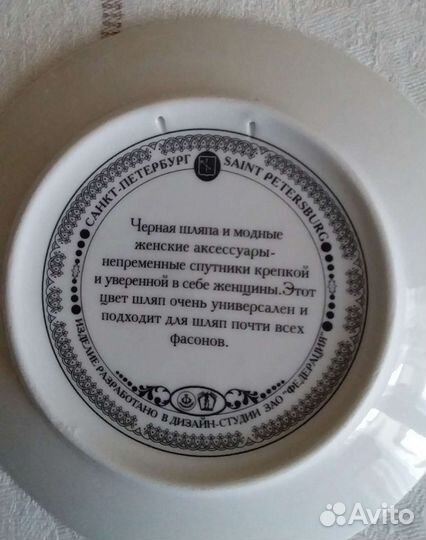 САНКТ-ПЕТЕРБУРГ
SAINT PETERSBURG
Черная шляпа и модные
женские аксессуары-
непременные спутники крепкой
и уверенной в себе женщины.Этот
цвет шляп очень универсален и
подходит для шляп почти всех
фасонов.
ИЗДЕЛИЕ РАЗРАБОТАНО В ДИЗАЙН-СТУДИИ ЗАО "ФЕДЕРАЦИЯ"
Avito